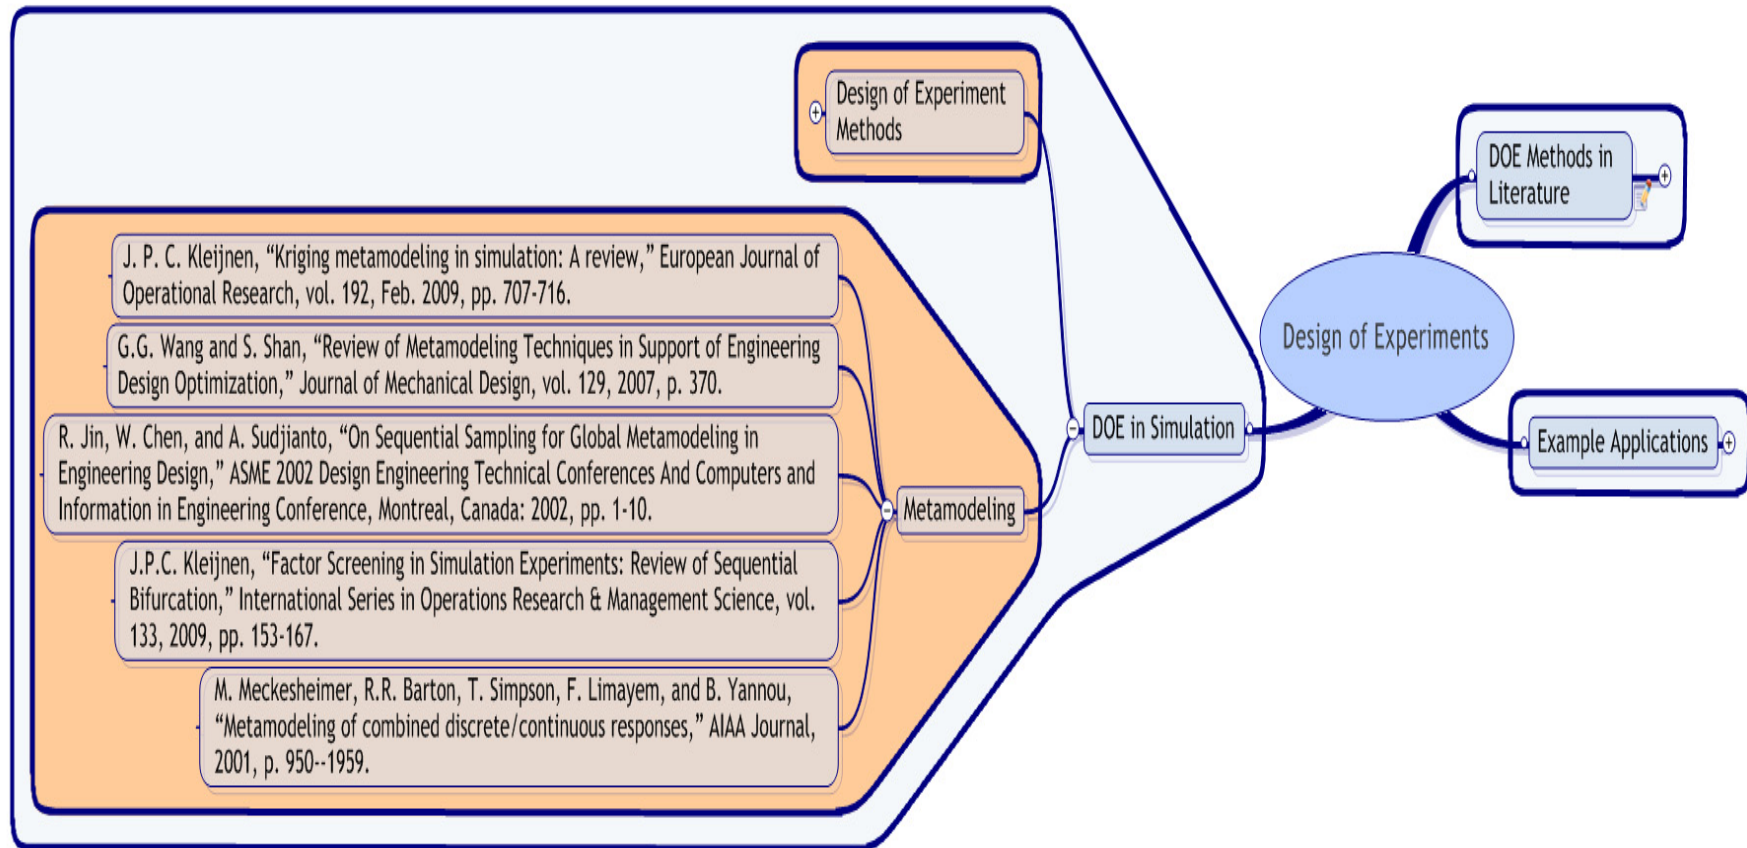 Design of Experiment
Methods
J. P. C. Kleijnen, “Kriging metamodeling in simulation: A review,” European Journal of
Operational Research, vol. 192, Feb. 2009, pp. 707-716.
G.G. Wang and S. Shan, “Review of Metamodeling Techniques in Support of Engineering
Design Optimization,” Journal of Mechanical Design, vol. 129, 2007, p. 370.
R. Jin, W. Chen, and A. Sudjianto, “On Sequential Sampling for Global Metamodeling in
Engineering Design,” ASME 2002 Design Engineering Technical Conferences And Computers and
Information in Engineering Conference, Montreal, Canada: 2002, pp. 1-10.
J.P.C. Kleijnen, “Factor Screening in Simulation Experiments: Review of Sequential
Bifurcation,” International Series in Operations Research & Management Science, vol.
133, 2009, pp. 153-167.
M. Meckesheimer, R.R. Barton, T. Simpson, F. Limayem, and B. Yannou,
“Metamodeling of combined discrete/continuous responses,” AIAA Journal,
2001, p. 950--1959.
Metamodeling
DOE in Simulation
Design of Experiments
DOE Methods in
Literature
Example Applications